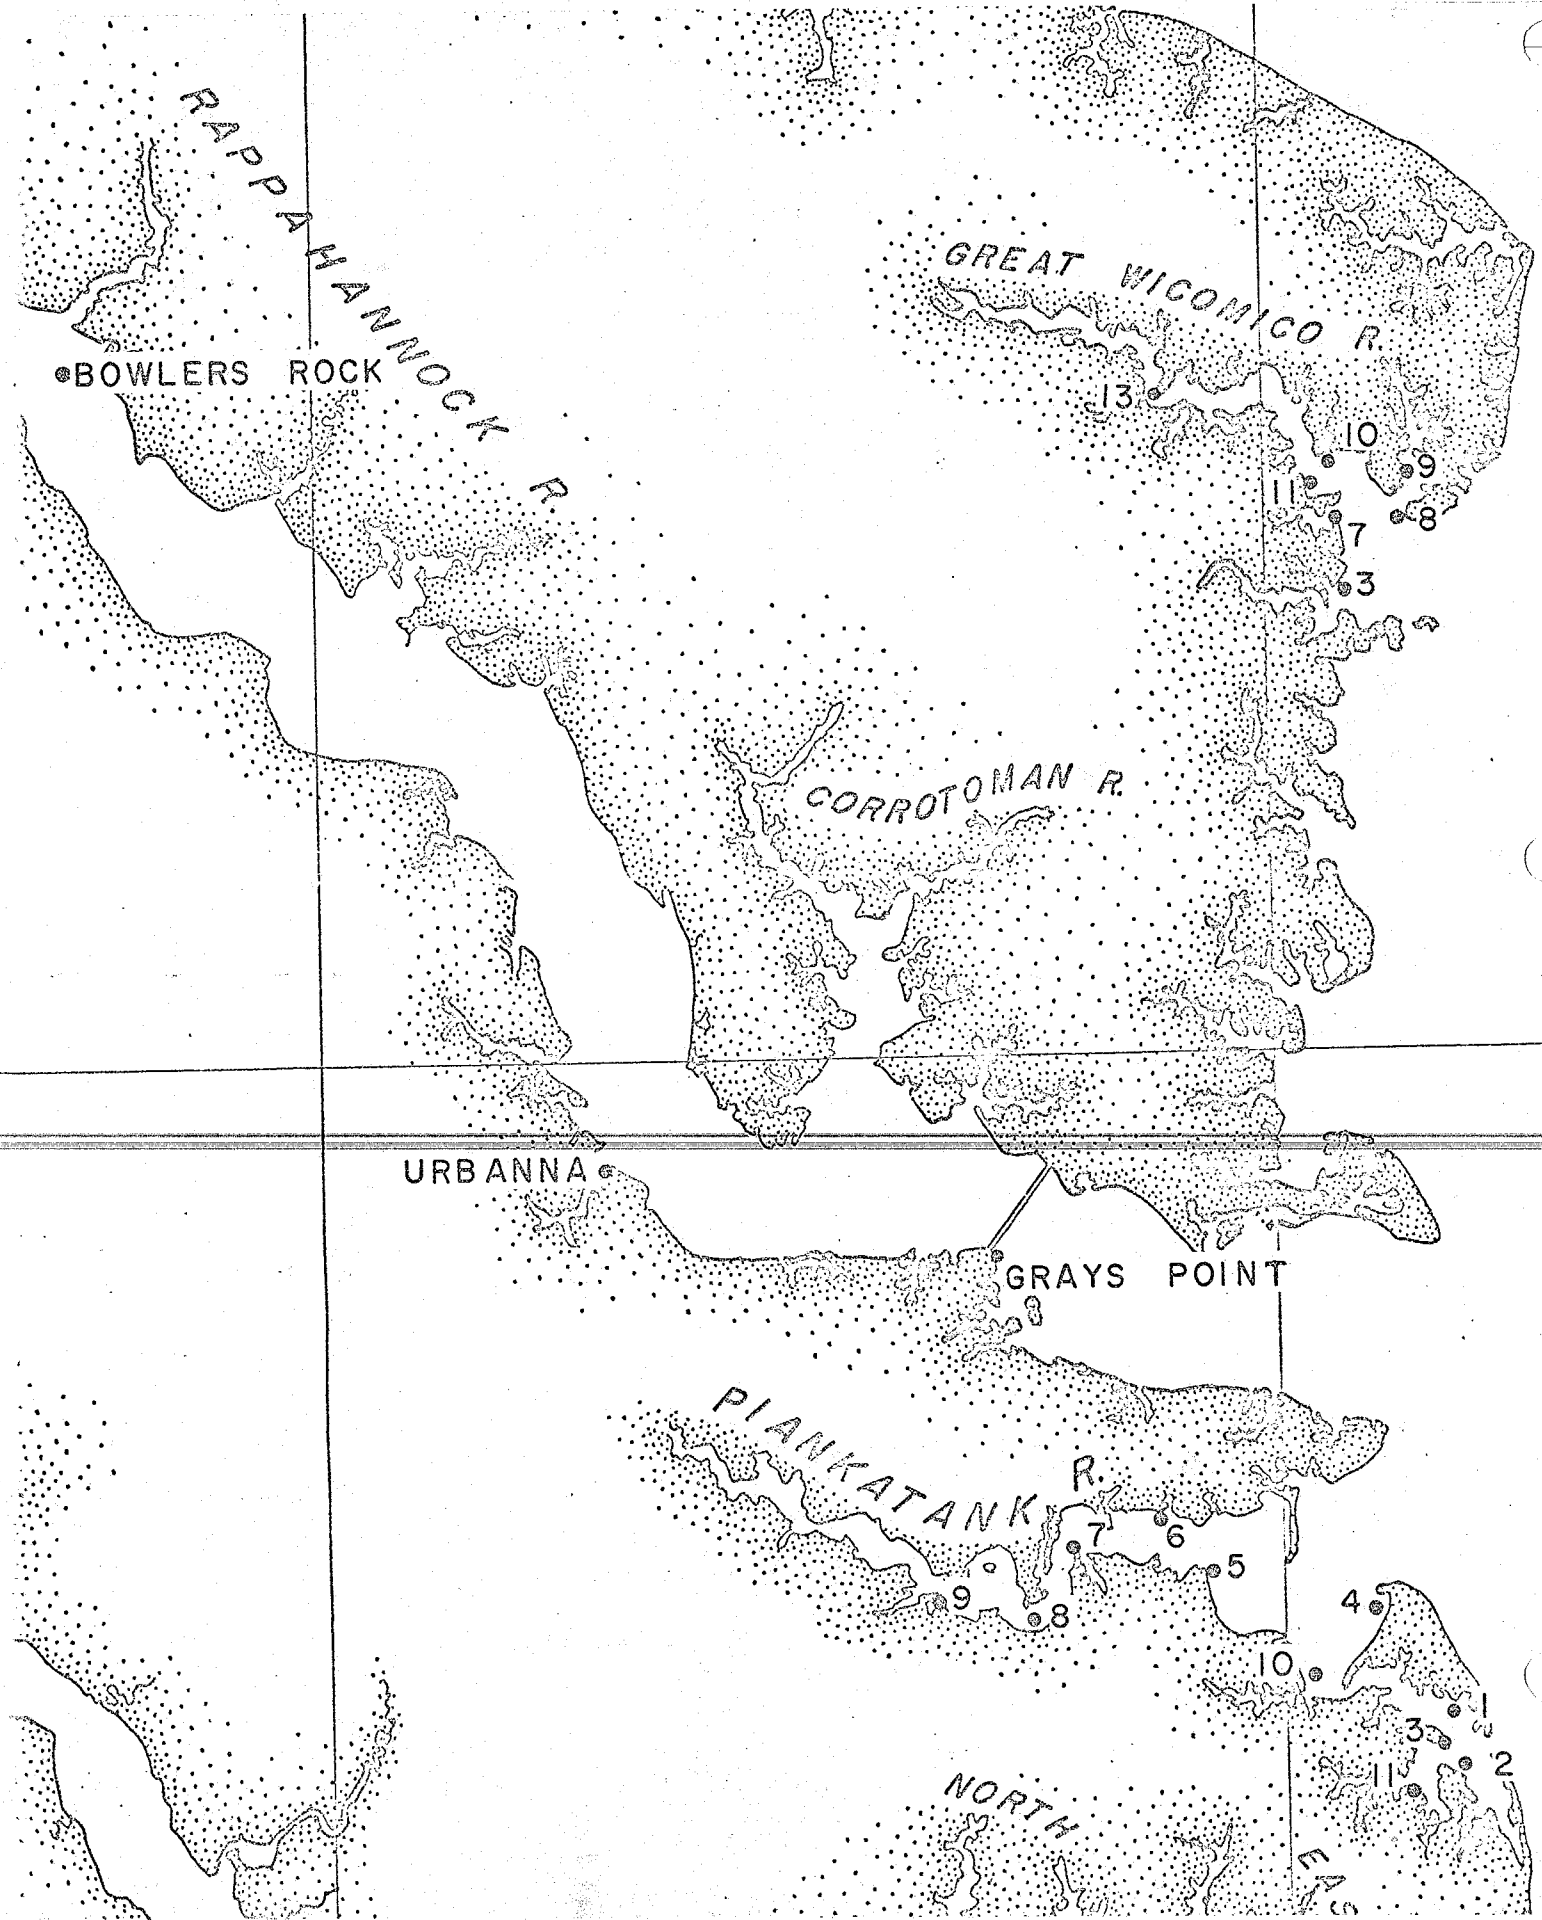 RAPPAHANNOCK R.
GREAT WICOMICO R.
BOWLERS ROCK
13
10
9
11
8
7
3
CORROTOMAN R.
URBANNA
GRAYS POINT
PIANKATANK R.
7
6
5
9
8
4
10
1
3
2
11
NORTH
EAS